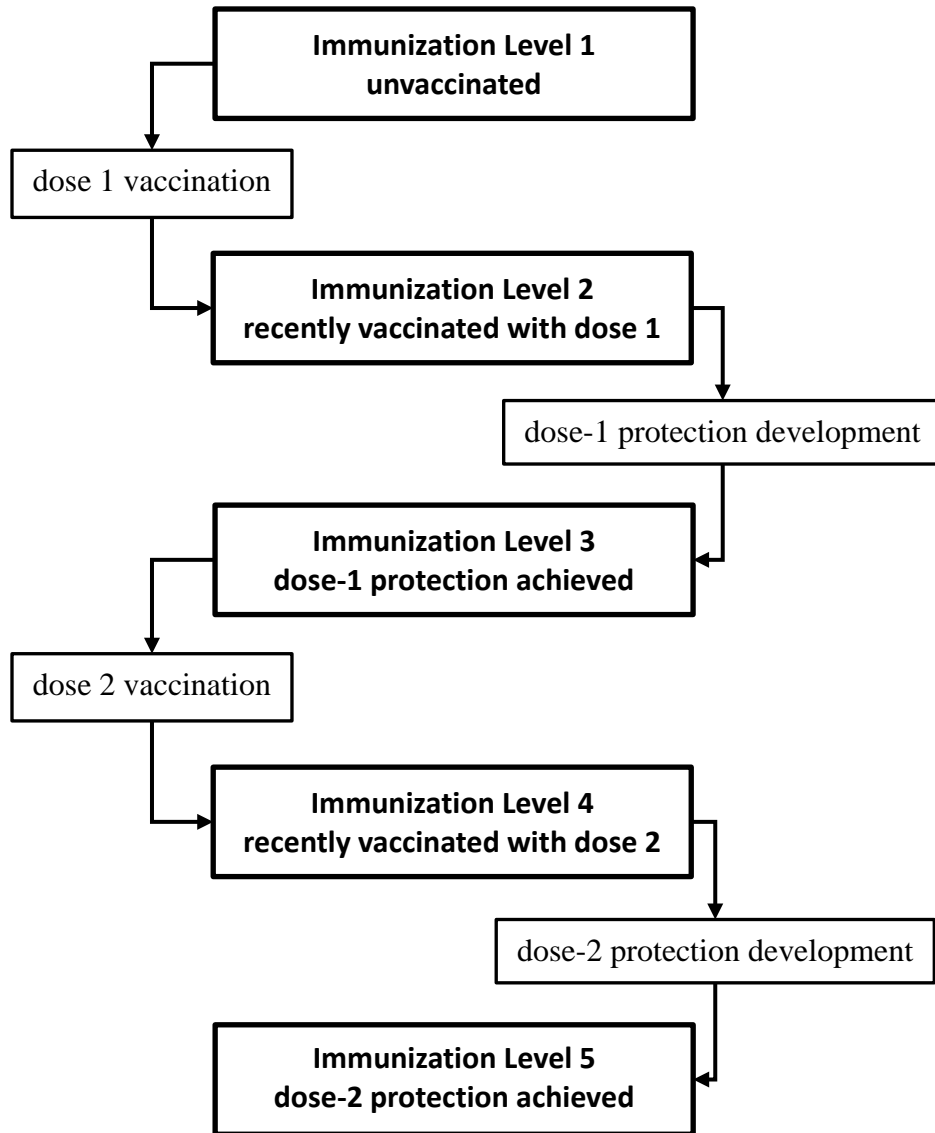 Immunization Level 1
unvaccinated
dose 1 vaccination
Immunization Level 2
recently vaccinated with dose 1
dose-1 protection development
Immunization Level 3
dose-1 protection achieved
dose 2 vaccination
Immunization Level 4
recently vaccinated with dose 2
dose-2 protection development
Immunization Level 5
dose-2 protection achieved